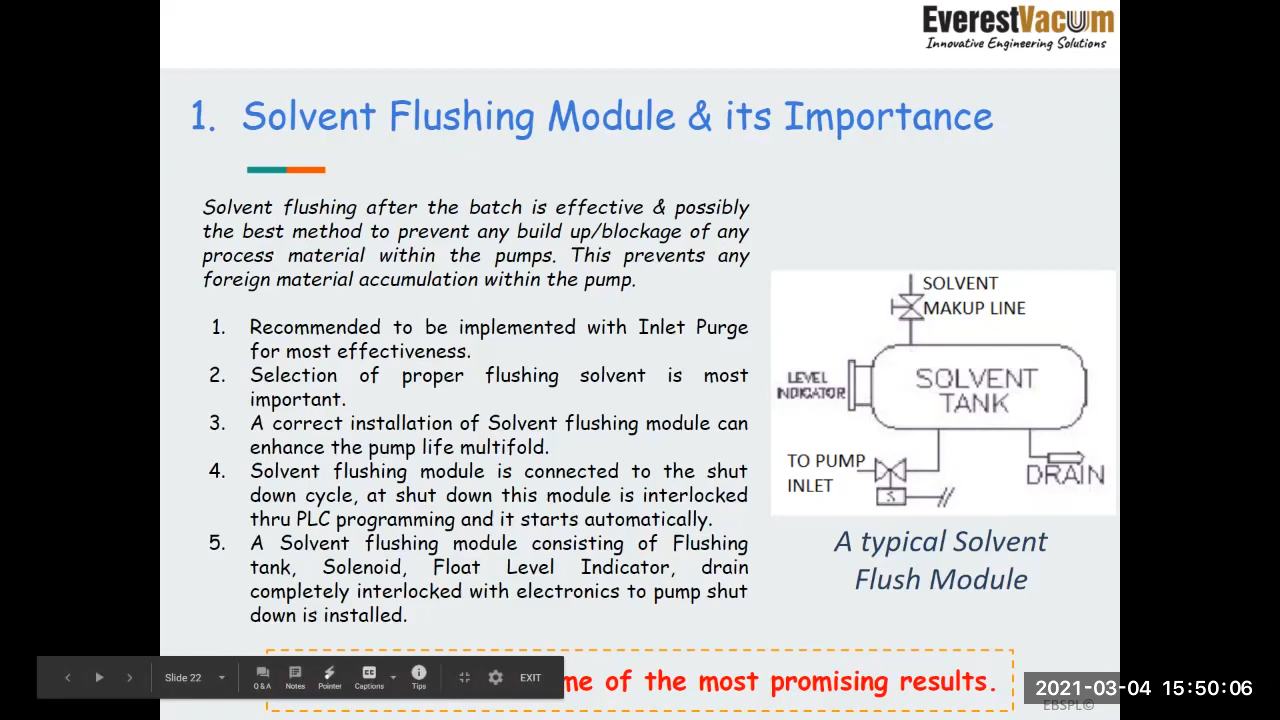 EverestVacuum
Innovative Engineering Solutions
1. Solvent Flushing Module & its Importance
Solvent flushing after the batch is effective & possibly
the best method to prevent any build up/blockage of any
process material within the pumps. This prevents any
foreign material accumulation within the pump.
1. Recommended to be implemented with Inlet Purge
for most effectiveness.
2. Selection of proper flushing solvent is most
important.
3. A correct installation of Solvent flushing module can
enhance the pump life multifold.
4. Solvent flushing module is connected to the shut
down cycle, at shut down this module is interlocked
thru PLC programming and it starts automatically.
5. A Solvent flushing module consisting of Flushing
tank, Solenoid, Float Level Indicator, drain
completely interlocked with electronics to pump shut
down is installed.
SOLVENT
MAKUP LINE
LEVEL
INDICATOR
SOLVENT
TANK
TO PUMP
INLET
S
DRAIN
A typical Solvent
Flush Module
me of the most promising results.
Slide 22
Q & A
Notes
Pointer
Captions
Tips
EXIT
2021-03-04 15:50:06
EBSPL©